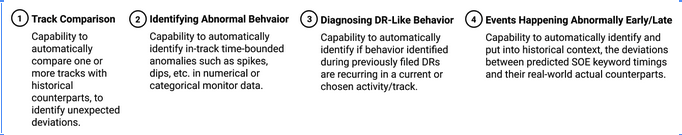 1 Track Comparison
Capability to
automatically
compare one or
more tracks with
historical
counterparts, to
identify unexpected
deviations.
2 Identifying Abnormal Behvaior
Capability to automatically
identify in-track time-bounded
anomalies such as spikes,
dips, etc. in numerical or
categorical monitor data.
3 Diagnosing DR-Like Behavior
Capability to automatically
identify if behavior identified
during previously filed DRs
are recurring in a current or
chosen activity/track.
4 Events Happening Abnormally Early/Late
Capability to automatically identify and
put into historical context, the deviations
between predicted SOE keyword timings
and their real-world actual counterparts.